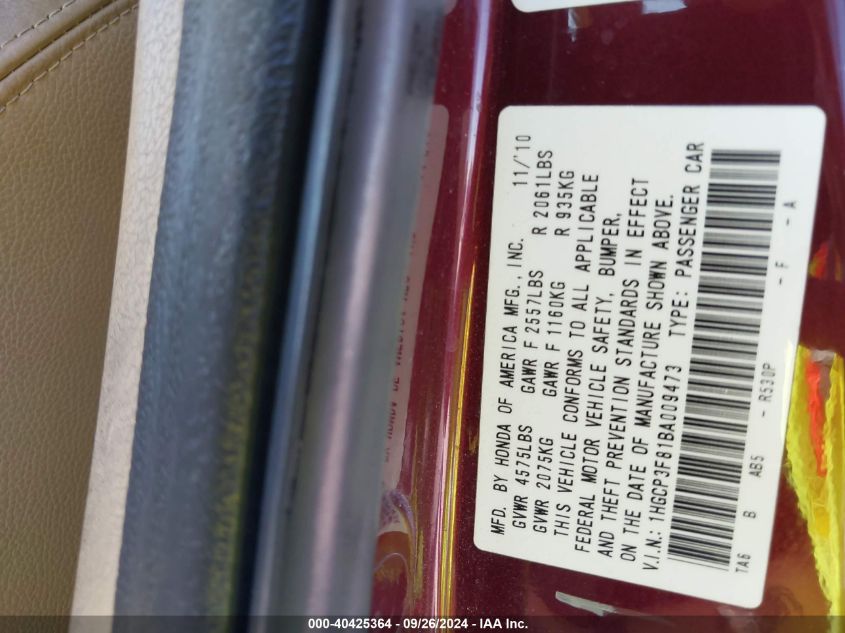 MFD. BY HONDA OF AMERICA MFG., INC. 11/'10
GVWR 4575LBS GAWR F 2557LBS R 2061LBS
GVWR 2075KG GAWR F 1160KG R 935KG
THIS VEHICLE CONFORMS TO ALL APPLICABLE
FEDERAL MOTOR VEHICLE SAFETY, BUMPER,
AND THEFT PREVENTION STANDARDS IN EFFECT
ON THE DATE OF MANUFACTURE SHOWN ABOVE.
V.I.N.: 1HGCP3F81BA009473 TYPE: PASSENGER CAR
TA6 B AB5 - R530P - F - A
000-40425364 - 09/26/2024 - IAA Inc.